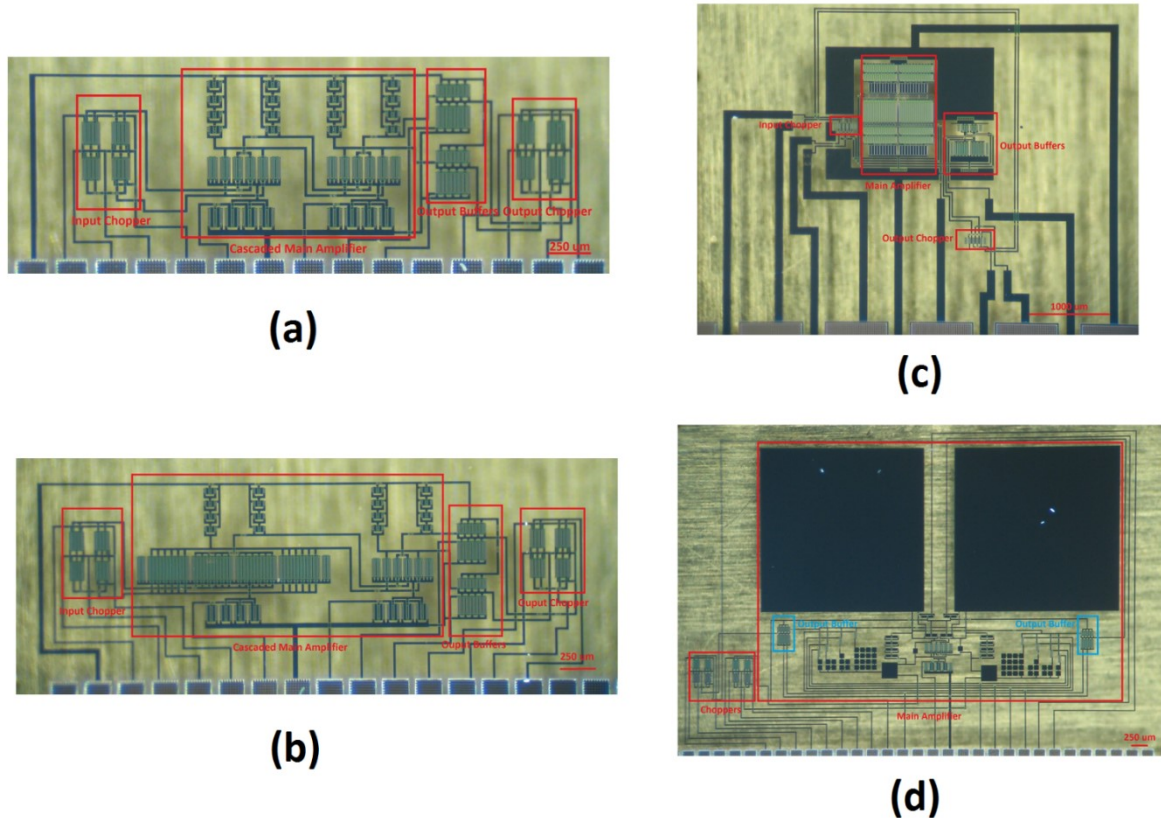 Input Chopper
Cascaded Main Amplifier
Output Buffers
Output Chopper
250 um
(a)
Input Chopper
Main Amplifier
Output Buffers
Output Chopper
1000 um
(c)
Input Chopper
Cascaded Main Amplifier
Ouput Buffers
Ouput Chopper
250 um
(b)
Output Buffer
Output Buffers
Choppers
Main Amplifier
250 um
(d)